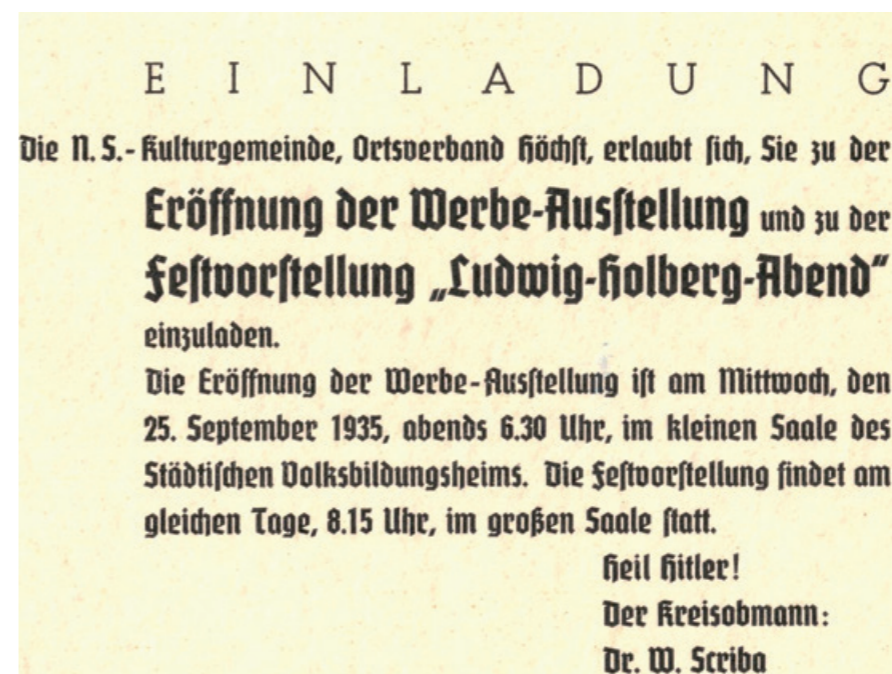 EINLADUNG
Die N.S.-Kulturgemeinde, Ortsverband Höchst, erlaubt sich, Sie zu der
Eröffnung der Werbe-Ausstellung und zu der
Festvorstellung „Ludwig-Holberg-Abend“
einzuladen.
Die Eröffnung der Werbe-Ausstellung ist am Mittwoch, den
25. September 1935, abends 6.30 Uhr, im kleinen Saale des
Städtischen Volksbildungsheims. Die Festvorstellung findet am
gleichen Tage, 8.15 Uhr, im großen Saale statt.
Heil Hitler!
Der Kreisobmann:
Dr. W. Scriba